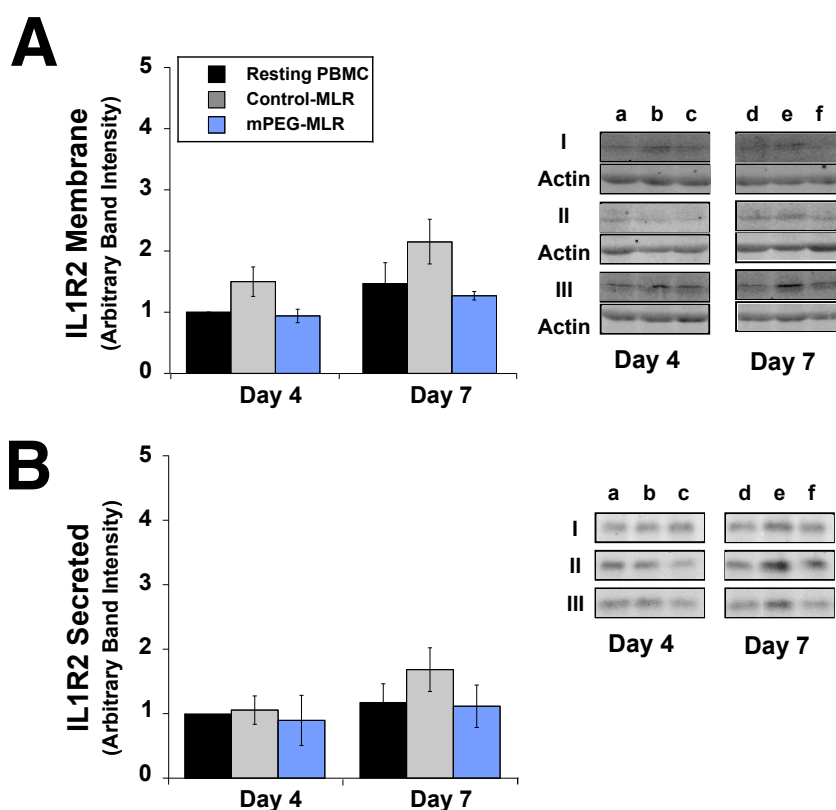 A
IL1R2 Membrane
(Arbitrary Band Intensity)
5
4
3
2
1
0
Resting PBMC
Control-MLR
mPEG-MLR
Day 4 Day 7
a b c d e f
I
Actin
II
Actin
III
Actin
Day 4 Day 7
B
IL1R2 Secreted
(Arbitrary Band Intensity)
5
4
3
2
1
0
Day 4 Day 7
a b c d e f
I
II
III
Day 4 Day 7